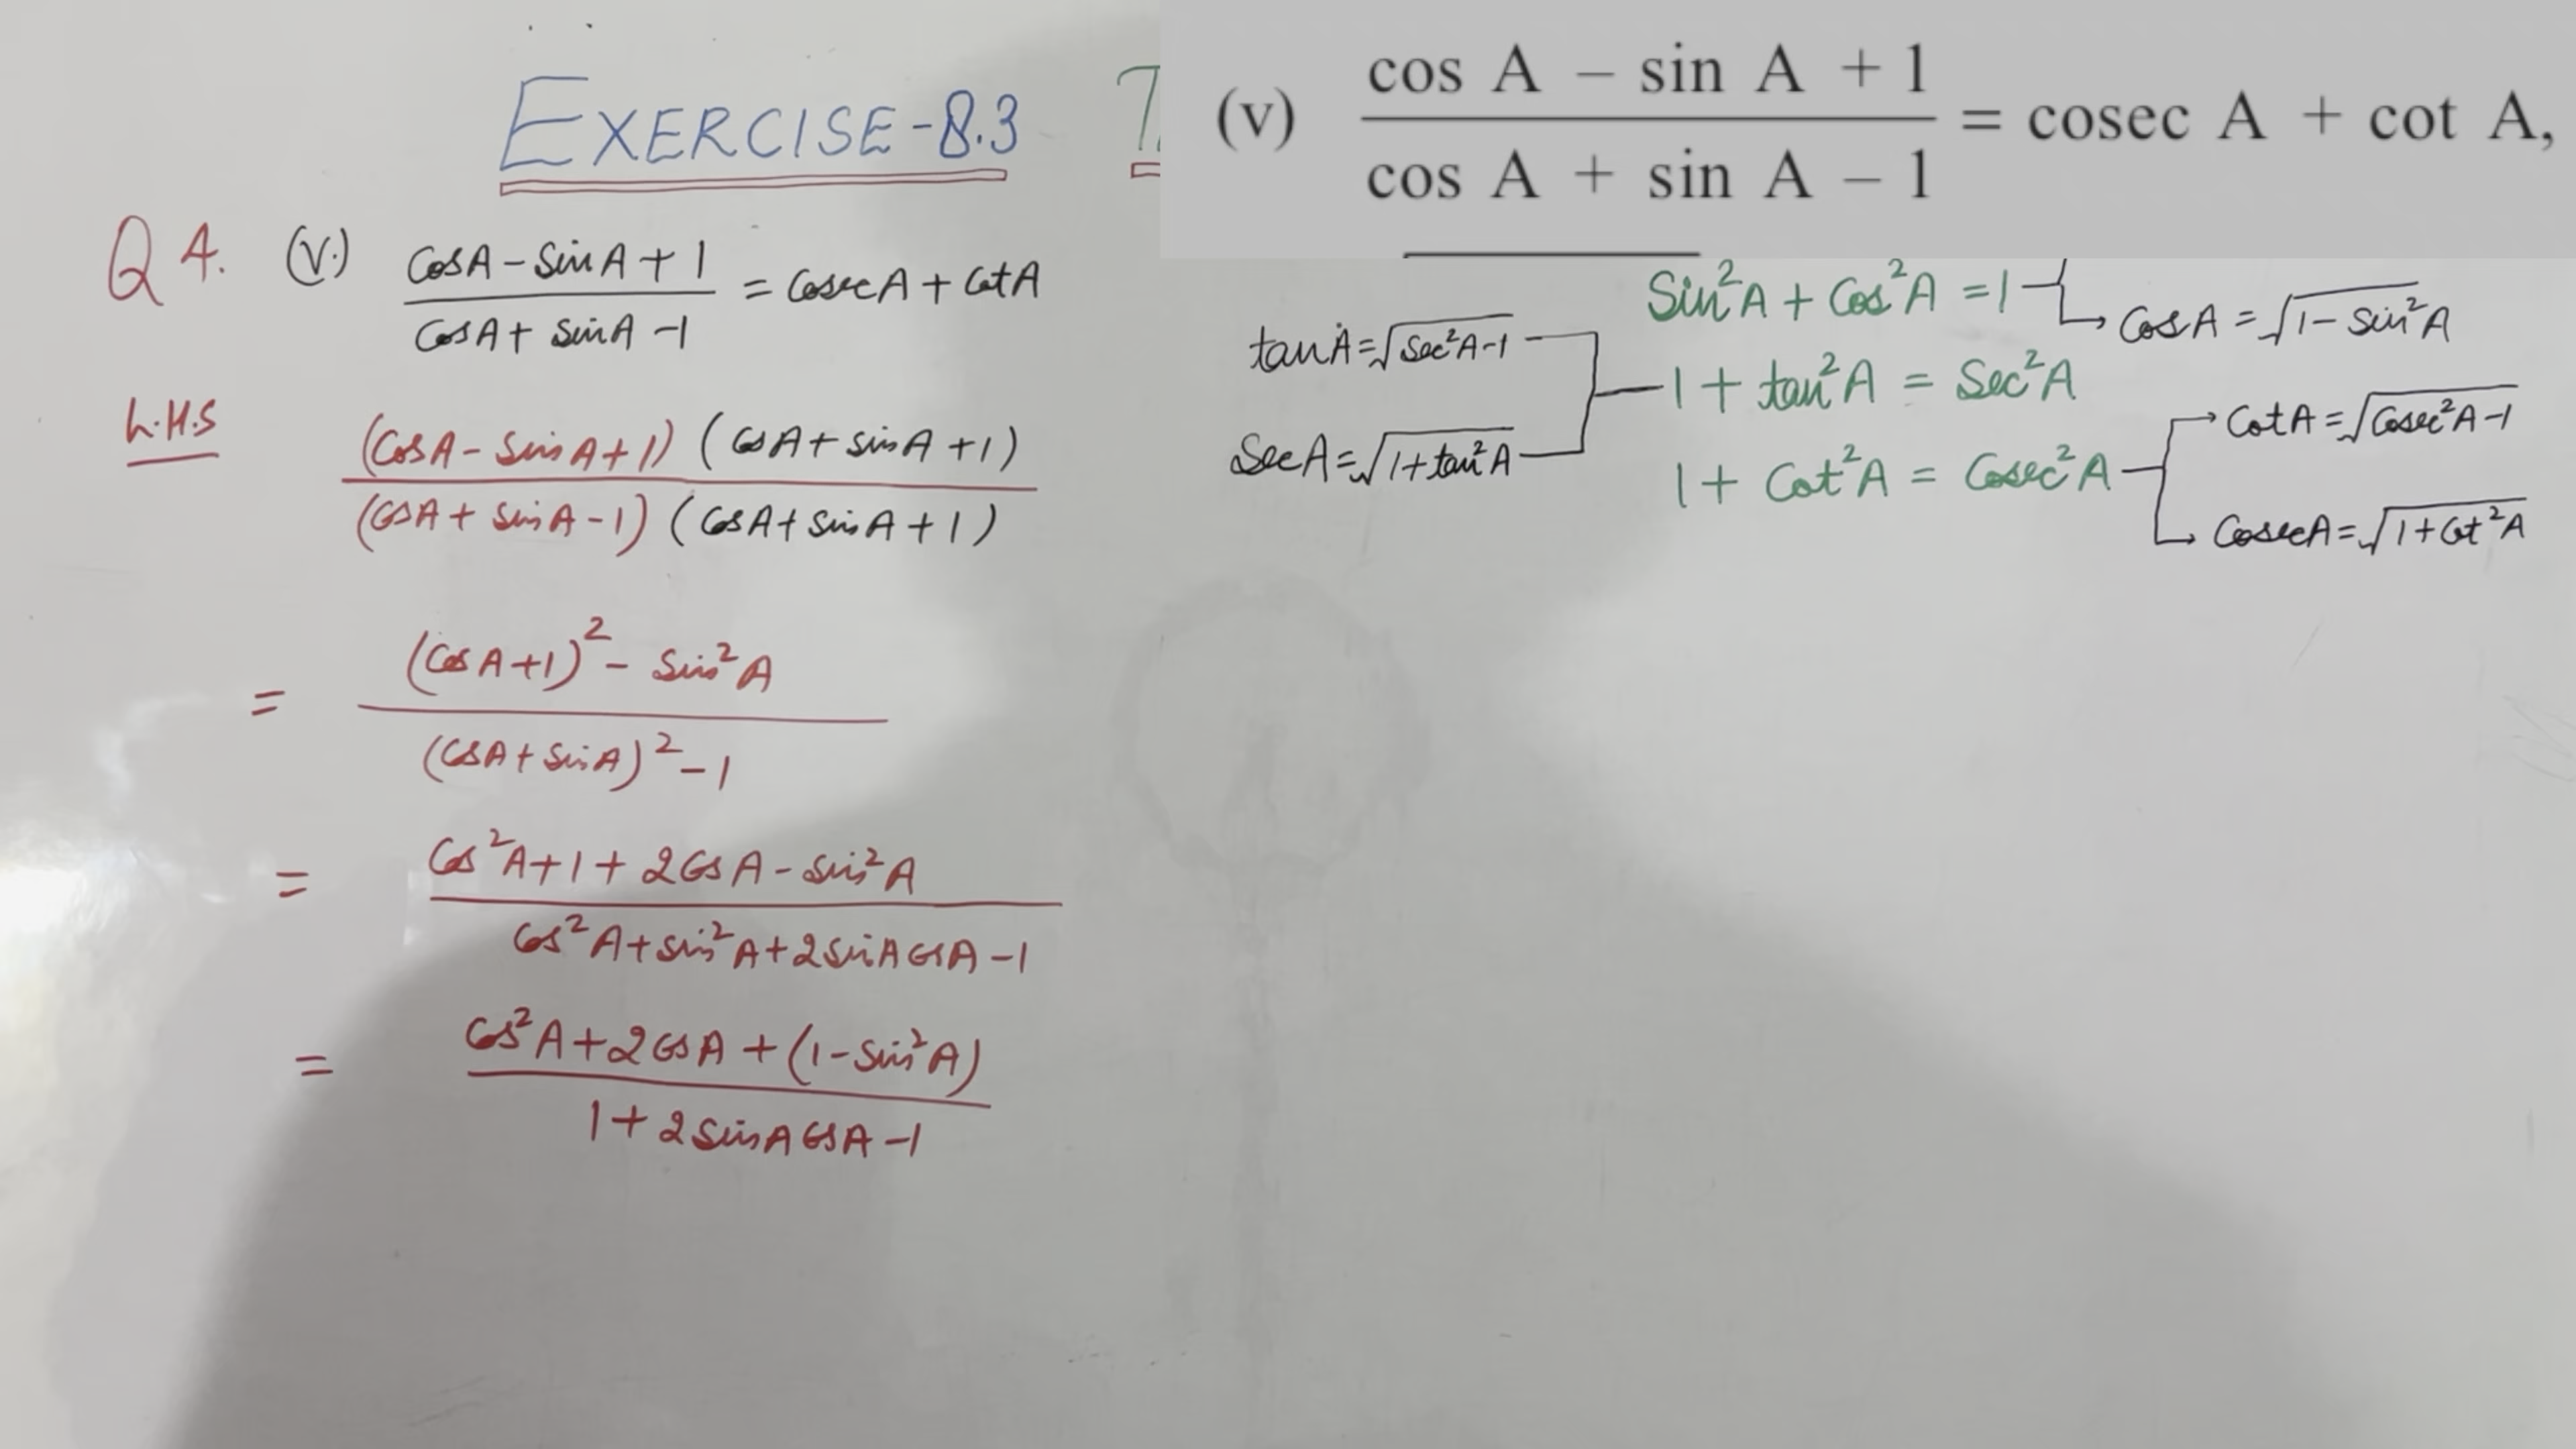 EXERCISE-8.3
(v) cos A – sin A + 1 / cos A + sin A – 1 = cosec A + cot A,
Q4. (v.) CosA - SinA + 1 / CosA + SinA - 1 = CosecA + CotA
L.H.S (CosA - SinA + 1) (CosA + SinA + 1) / (CosA + SinA - 1) (CosA + SinA + 1)
= (CosA + 1)² - Sin²A / (CosA + SinA)² - 1
= Cos²A + 1 + 2CosA - Sin²A / Cos²A + Sin²A + 2SinACosA - 1
= Cos²A + 2CosA + (1 - Sin²A) / 1 + 2SinACosA - 1
Sin²A + Cos²A = 1
CosA = √1 - Sin²A
tanA = √Sec²A - 1
1 + tan²A = Sec²A
SecA = √1 + tan²A
1 + Cot²A = Cosec²A
CotA = √Cosec²A - 1
CosecA = √1 + Cot²A